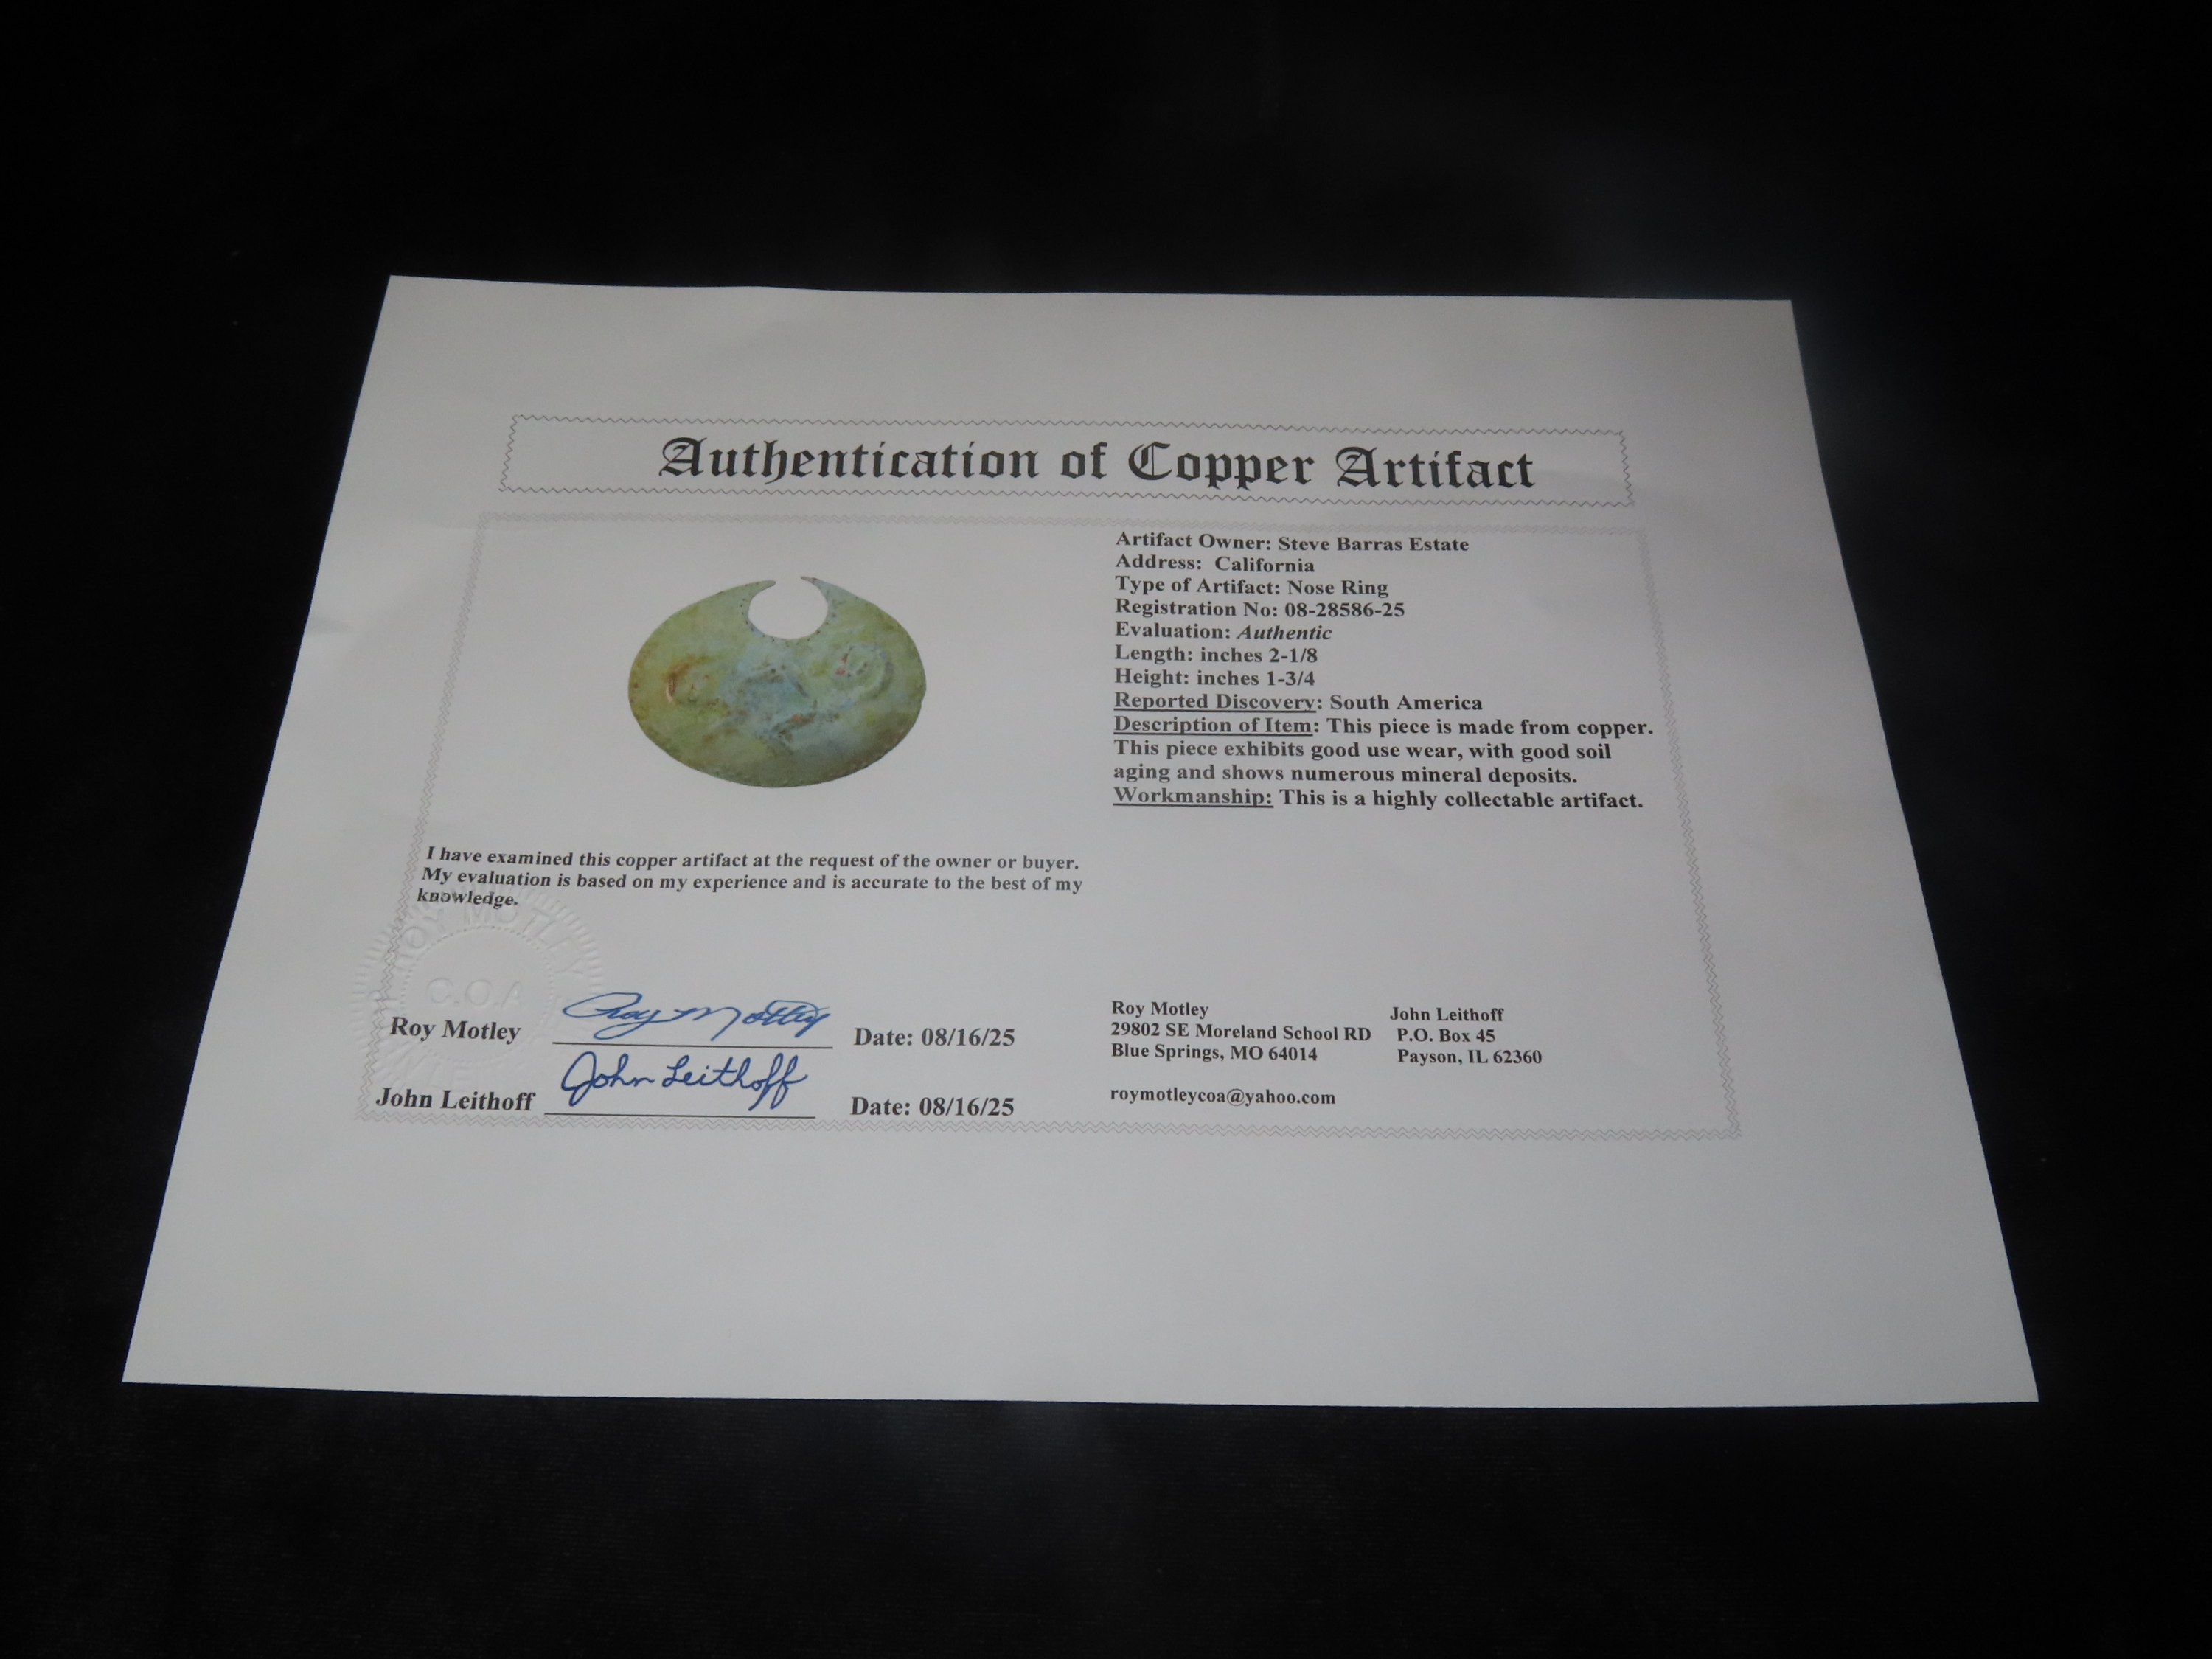 Authentication of Copper Artifact
Artifact Owner: Steve Barras Estate
Address: California
Type of Artifact: Nose Ring
Registration No: 08-28586-25
Evaluation: Authentic
Length: inches 2-1/8
Height: inches 1-3/4
Reported Discovery: South America
Description of Item: This piece is made from copper.
This piece exhibits good use wear, with good soil
aging and shows numerous mineral deposits.
Workmanship: This is a highly collectable artifact.
I have examined this copper artifact at the request of the owner or buyer.
My evaluation is based on my experience and is accurate to the best of my
knowledge.
ROY MOTLEY
C.O.A
Roy Motley Roy Motley Date: 08/16/25
John Leithoff John Leithoff Date: 08/16/25
Roy Motley
29802 SE Moreland School RD
Blue Springs, MO 64014
roymotleycoa@yahoo.com
John Leithoff
P.O. Box 45
Payson, IL 62360